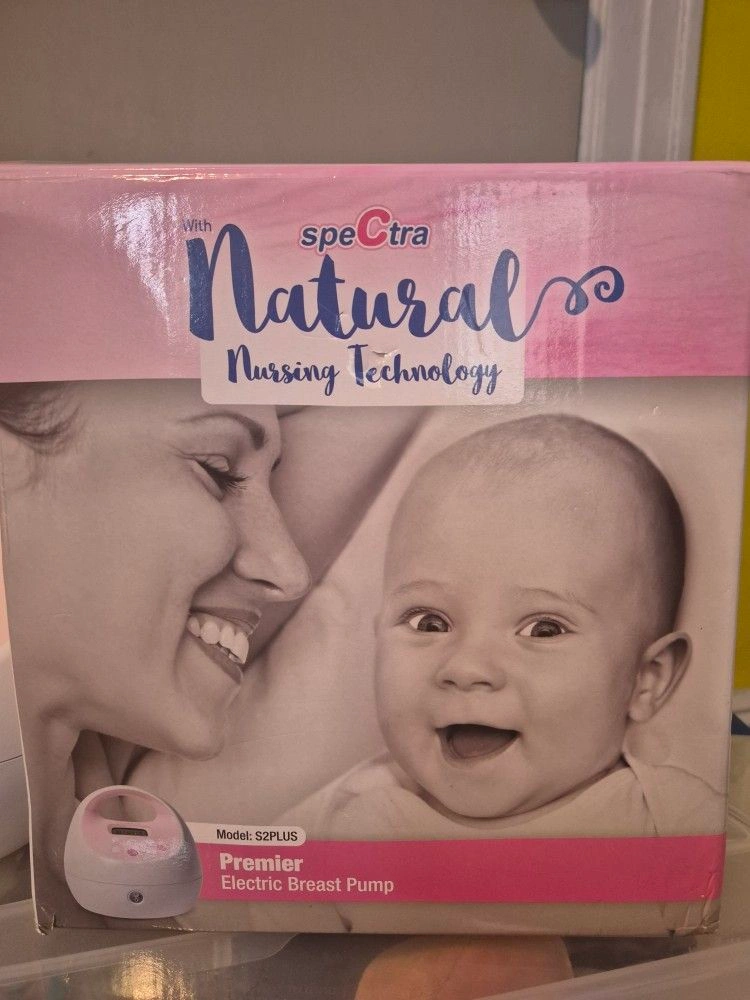 With
speCtra
Natural
Nursing Technology
Model: S2PLUS
Premier
Electric Breast Pump